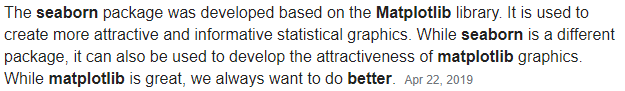 The seaborn package was developed based on the Matplotlib library. It is used to
create more attractive and informative statistical graphics. While seaborn is a different
package, it can also be used to develop the attractiveness of matplotlib graphics.
While matplotlib is great, we always want to do better. Apr 22, 2019